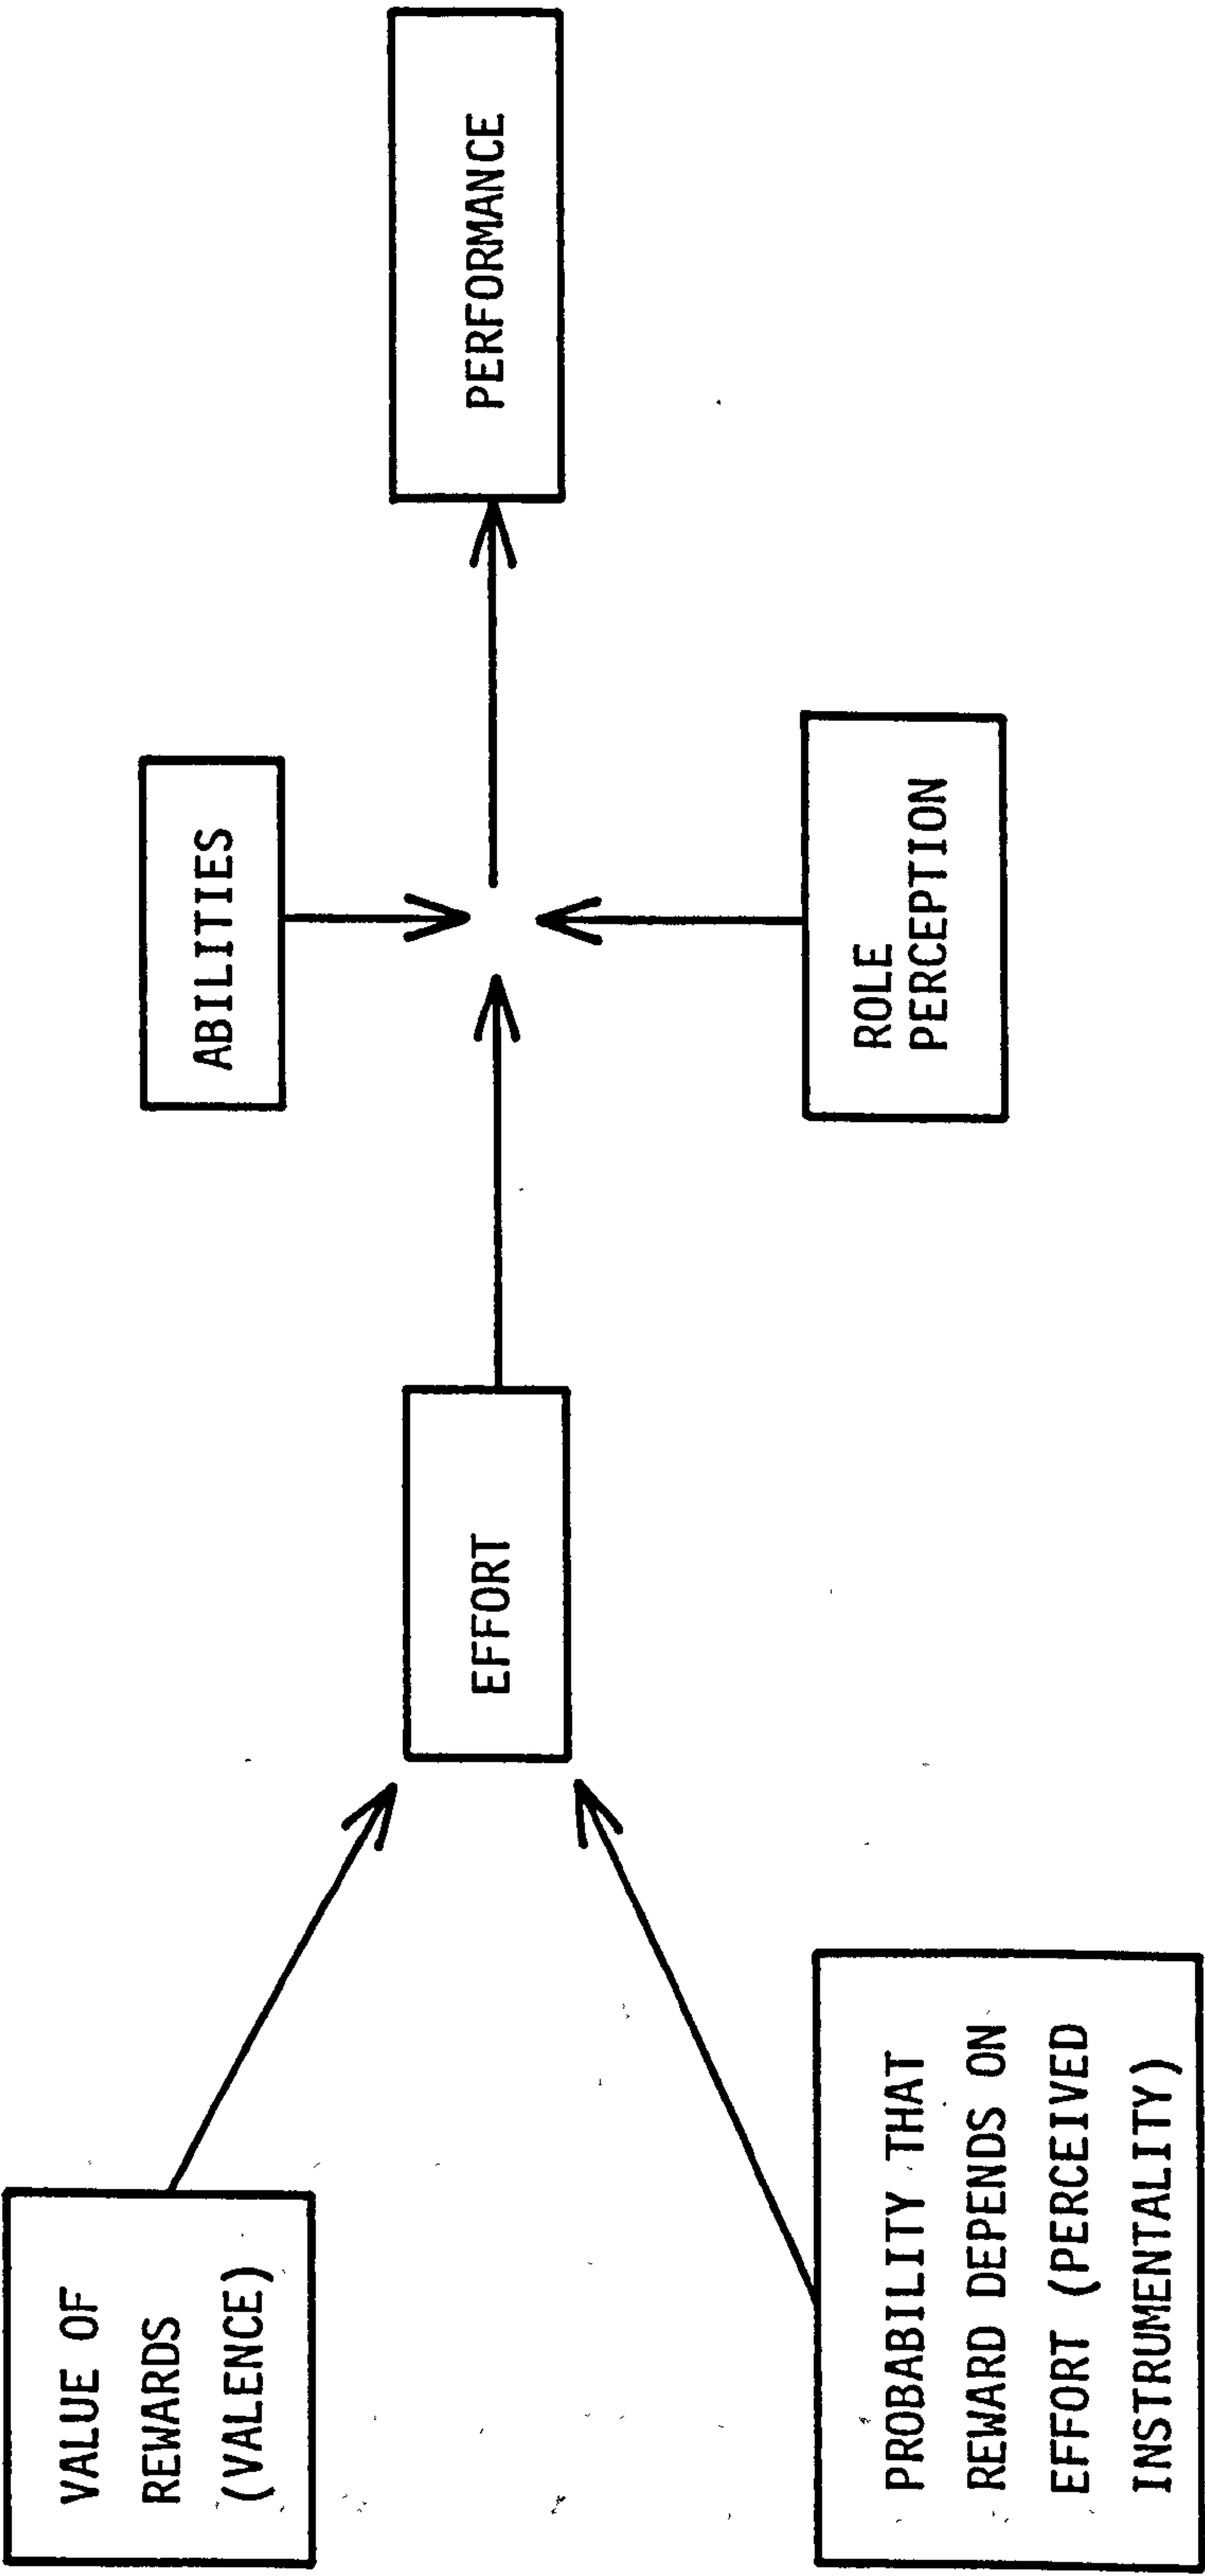 VALUE OF
REWARDS
(VALENCE)
PROBABILITY THAT
REWARD DEPENDS ON
EFFORT (PERCEIVED
INSTRUMENTALITY)
EFFORT
ABILITIES
ROLE
PERCEPTION
PERFORMANCE